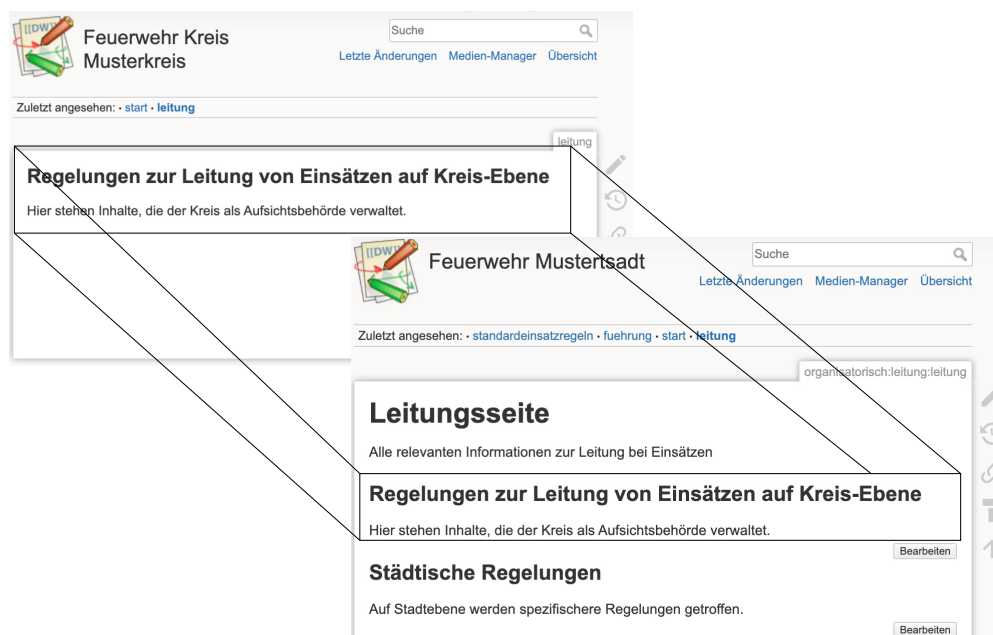 [[DW]]
Feuerwehr Kreis
Musterkreis
Suche
Letzte Änderungen Medien-Manager Übersicht
Zuletzt angesehen: • start • leitung
leitung
Regelungen zur Leitung von Einsätzen auf Kreis-Ebene
Hier stehen Inhalte, die der Kreis als Aufsichtsbehörde verwaltet.
[[DW]]
Feuerwehr Mustertsadt
Suche
Letzte Änderungen Medien-Manager Übersicht
Zuletzt angesehen: • standardeinsatzregeln • fuehrung • start • leitung
organisatorisch:leitung:leitung
Leitungsseite
Alle relevanten Informationen zur Leitung bei Einsätzen
Regelungen zur Leitung von Einsätzen auf Kreis-Ebene
Hier stehen Inhalte, die der Kreis als Aufsichtsbehörde verwaltet.
Bearbeiten
Städtische Regelungen
Auf Stadtebene werden spezifischere Regelungen getroffen.
Bearbeiten